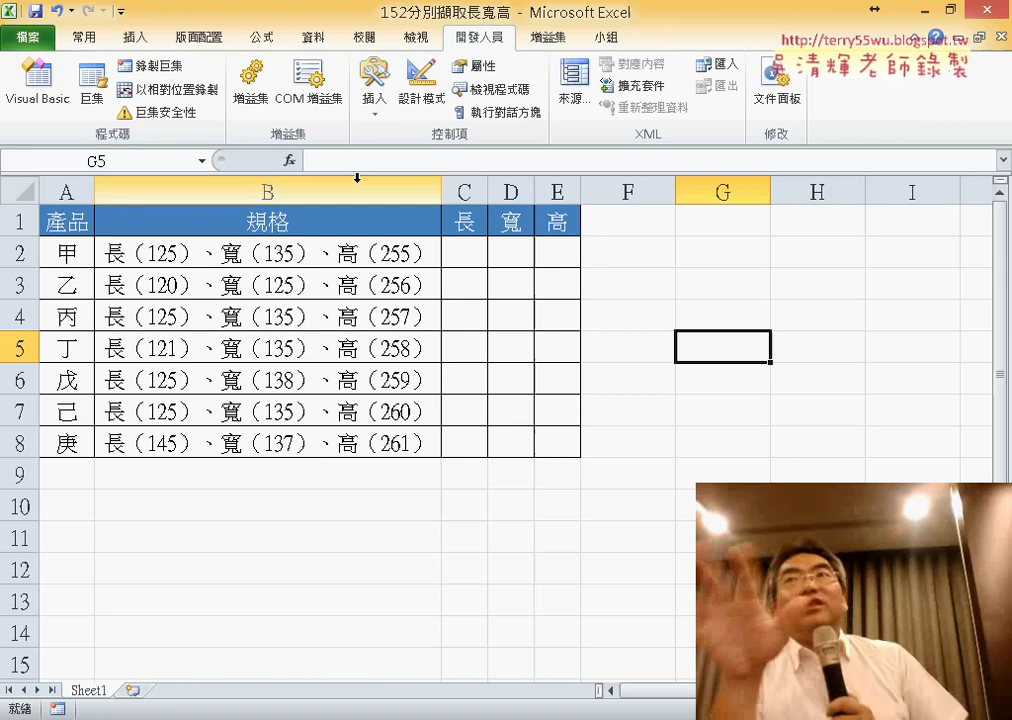 152分別擷取長寬高 - Microsoft Excel
檔案 常用 插入 版面配置 公式 資料 校閱 檢視 開發人員 增益集 小組
http://terry55wu.blogspot.tw
吳清輝老師錄製
Visual Basic 巨集 錄製巨集 以相對位置錄製 巨集安全性 程式碼
增益集 COM 增益集 增益集
插入 設計模式 屬性 檢視程式碼 執行對話方塊 控制項
來源... 對應內容 擴充套件 重新整理資料 匯入 匯出 XML
文件面板 修改
G5 fx
A B C D E F G H I
1 產品 規格 長 寬 高
2 甲 長（125）、寬（135）、高（255）
3 乙 長（120）、寬（125）、高（256）
4 丙 長（125）、寬（135）、高（257）
5 丁 長（121）、寬（135）、高（258）
6 戊 長（125）、寬（138）、高（259）
7 己 長（125）、寬（135）、高（260）
8 庚 長（145）、寬（137）、高（261）
9
10
11
12
13
14
15
Sheet1
就緒